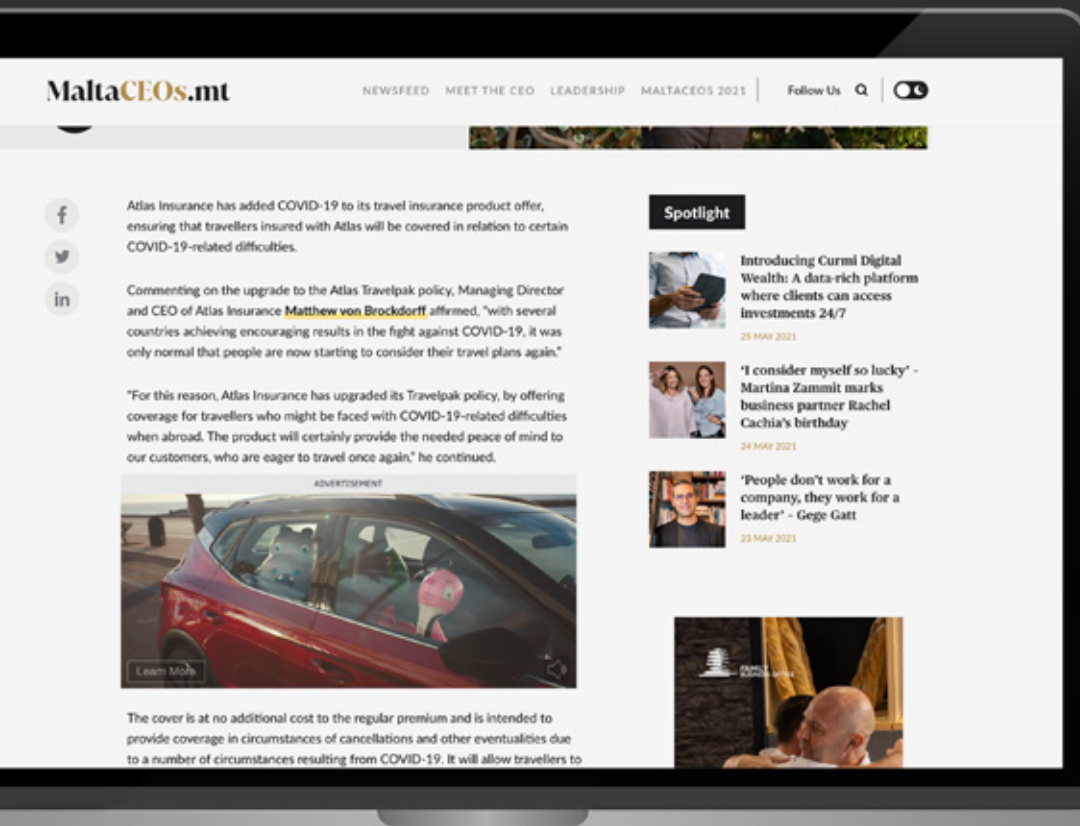 MaltaCEOs.mt
NEWSFEED MEET THE CEO LEADERSHIP MALTACEOS 2021
Follow Us
Atlas Insurance has added COVID-19 to its travel insurance product offer,
ensuring that travellers insured with Atlas will be covered in relation to certain
COVID-19-related difficulties.
Commenting on the upgrade to the Atlas Travelpak policy, Managing Director
and CEO of Atlas Insurance Matthew von Brockdorff affirmed, "with several
countries achieving encouraging results in the fight against COVID-19, it was
only normal that people are now starting to consider their travel plans again."
"For this reason, Atlas Insurance has upgraded its Travelpak policy, by offering
coverage for travellers who might be faced with COVID-19-related difficulties
when abroad. The product will certainly provide the needed peace of mind to
our customers, who are eager to travel once again," he continued.
ADVERTISEMENT
Learn More
The cover is at no additional cost to the regular premium and is intended to
provide coverage in circumstances of cancellations and other eventualities due
to a number of circumstances resulting from COVID-19. It will allow travellers to
Spotlight
Introducing Curmi Digital
Wealth: A data-rich platform
where clients can access
investments 24/7
25 MAY 2021
‘I consider myself so lucky’ -
Martina Zammit marks
business partner Rachel
Cachia’s birthday
24 MAY 2021
‘People don’t work for a
company, they work for a
leader’ - Gege Gatt
23 MAY 2021
FAMILY
BUSINESS OFFICE